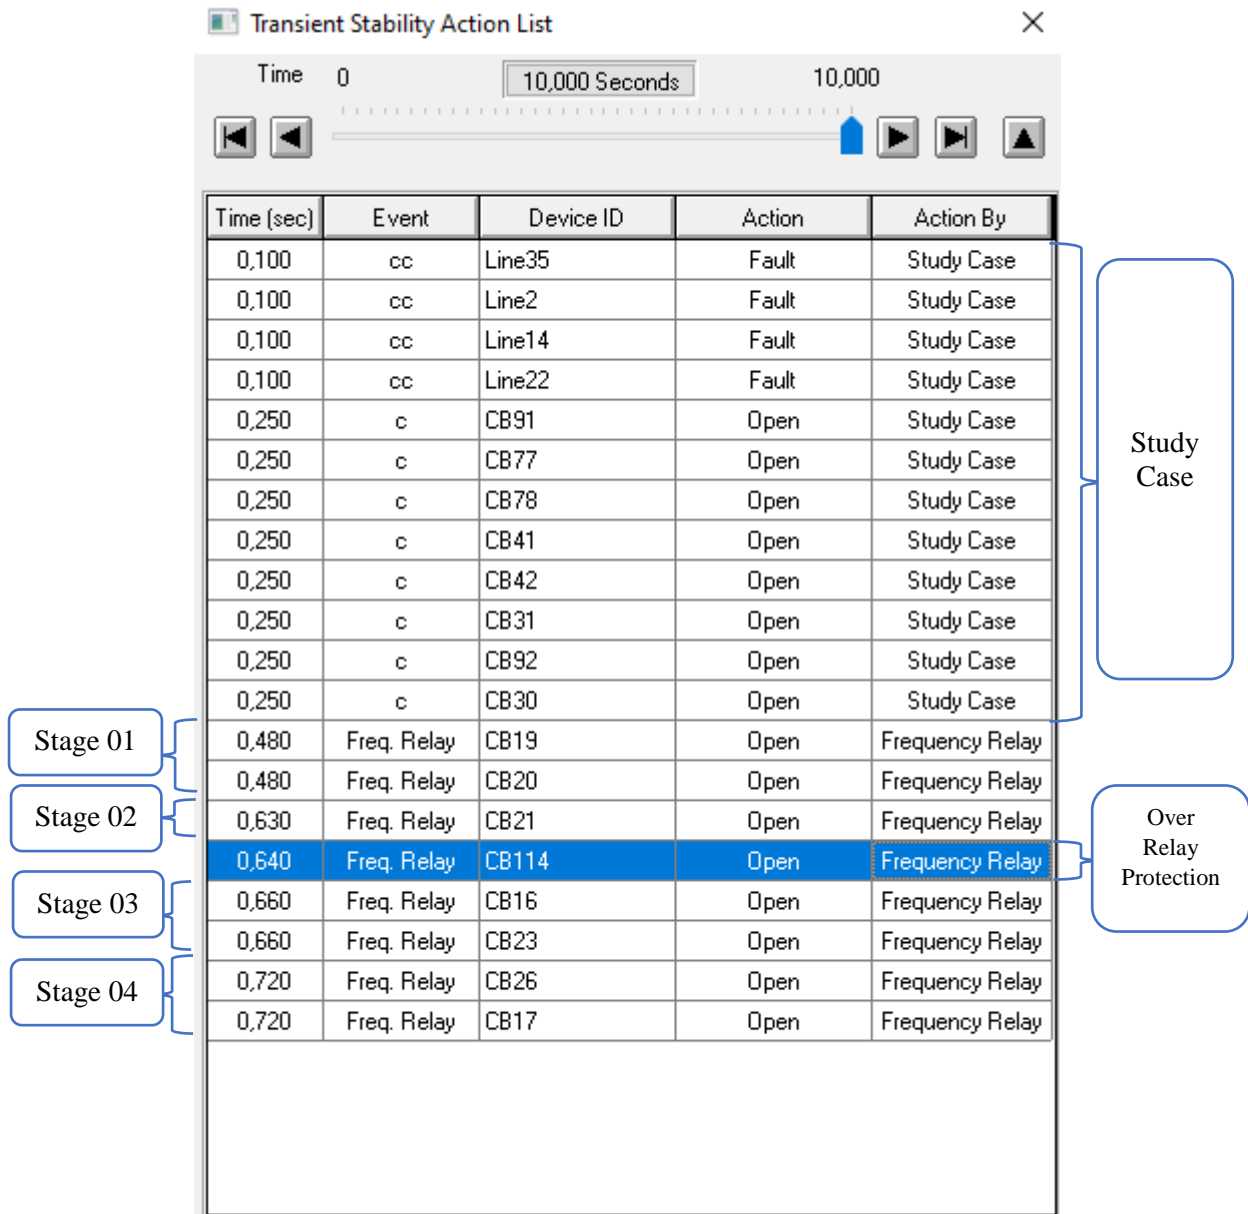 Transient Stability Action List
Time 0 10,000 Seconds 10,000
Time (sec) Event Device ID Action Action By
0,100 cc Line35 Fault Study Case
0,100 cc Line2 Fault Study Case
0,100 cc Line14 Fault Study Case
0,100 cc Line22 Fault Study Case
0,250 c CB91 Open Study Case
0,250 c CB77 Open Study Case
0,250 c CB78 Open Study Case
0,250 c CB41 Open Study Case
0,250 c CB42 Open Study Case
0,250 c CB31 Open Study Case
0,250 c CB92 Open Study Case
0,250 c CB30 Open Study Case
0,480 Freq. Relay CB19 Open Frequency Relay
0,480 Freq. Relay CB20 Open Frequency Relay
0,630 Freq. Relay CB21 Open Frequency Relay
0,640 Freq. Relay CB114 Open Frequency Relay
0,660 Freq. Relay CB16 Open Frequency Relay
0,660 Freq. Relay CB23 Open Frequency Relay
0,720 Freq. Relay CB26 Open Frequency Relay
0,720 Freq. Relay CB17 Open Frequency Relay
Study
Case
Stage 01
Stage 02
Stage 03
Stage 04
Over
Relay
Protection